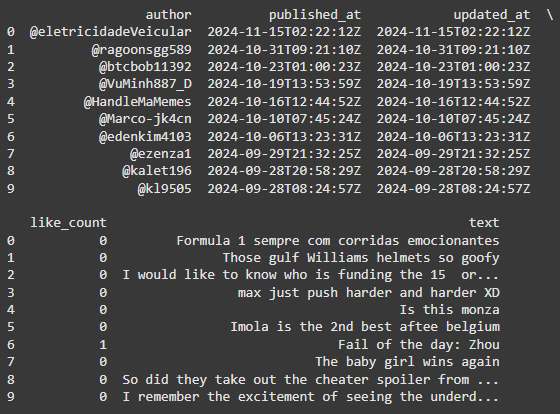 author published_at updated_at \
0 @eletricidadeVeicular 2024-11-15T02:22:12Z 2024-11-15T02:22:12Z
1 @ragoonsgg589 2024-10-31T09:21:10Z 2024-10-31T09:21:10Z
2 @btcbob11392 2024-10-23T01:00:23Z 2024-10-23T01:00:23Z
3 @VuMinh887_D 2024-10-19T13:53:59Z 2024-10-19T13:53:59Z
4 @HandleMaMemes 2024-10-16T12:44:52Z 2024-10-16T12:44:52Z
5 @Marco-jk4cn 2024-10-10T07:45:24Z 2024-10-10T07:45:24Z
6 @edenkim4103 2024-10-06T13:23:31Z 2024-10-06T13:23:31Z
7 @ezenza1 2024-09-29T21:32:25Z 2024-09-29T21:32:25Z
8 @kalet196 2024-09-28T20:58:29Z 2024-09-28T20:58:29Z
9 @kl9505 2024-09-28T08:24:57Z 2024-09-28T08:24:57Z
like_count text
0 0 Formula 1 sempre com corridas emocionantes
1 0 Those gulf Williams helmets so goofy
2 0 I would like to know who is funding the 15 or...
3 0 max just push harder and harder XD
4 0 Is this monza
5 0 Imola is the 2nd best aftee belgium
6 1 Fail of the day: Zhou
7 0 The baby girl wins again
8 0 So did they take out the cheater spoiler from ...
9 0 I remember the excitement of seeing the underd...